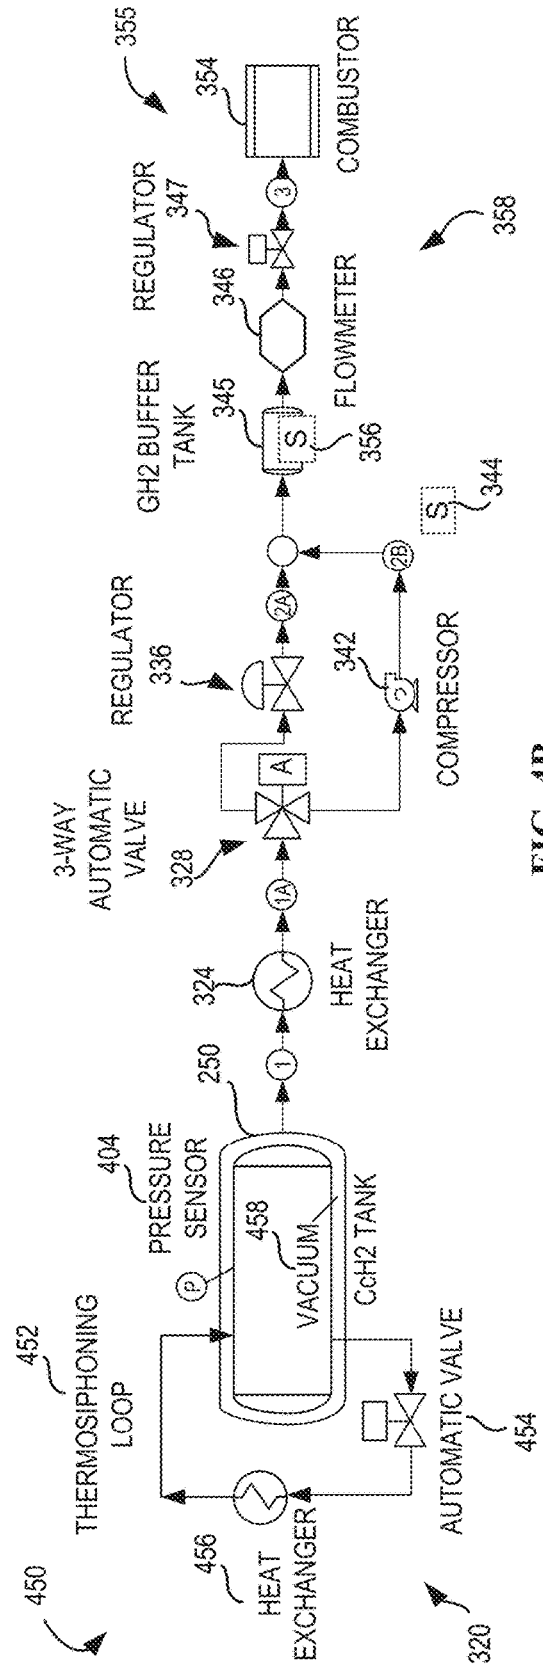 450
452
THERMOSIPHONING
LOOP
404
PRESSURE
SENSOR
250
P
456
HEAT
EXCHANGER
458
VACUUM
CcH2 TANK
AUTOMATIC VALVE
454
320
1
324
HEAT
EXCHANGER
1A
3-WAY
AUTOMATIC
VALVE
328
A
REGULATOR
336
2A
342
C
COMPRESSOR
2B
S
344
GH2 BUFFER
TANK
345
S
356
346
FLOWMETER
REGULATOR
347
3
354
COMBUSTOR
355
358